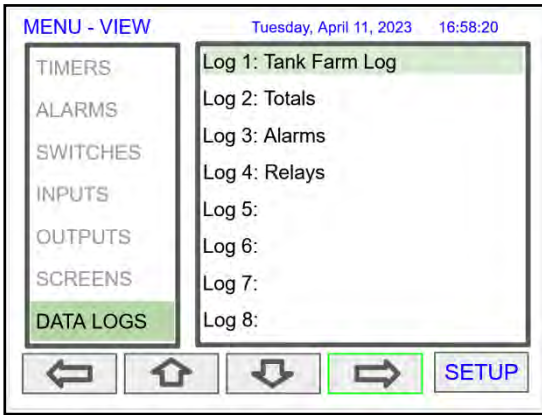 MENU - VIEW Tuesday, April 11, 2023 16:58:20
TIMERS
ALARMS
SWITCHES
INPUTS
OUTPUTS
SCREENS
DATA LOGS
Log 1: Tank Farm Log
Log 2: Totals
Log 3: Alarms
Log 4: Relays
Log 5:
Log 6:
Log 7:
Log 8:
SETUP